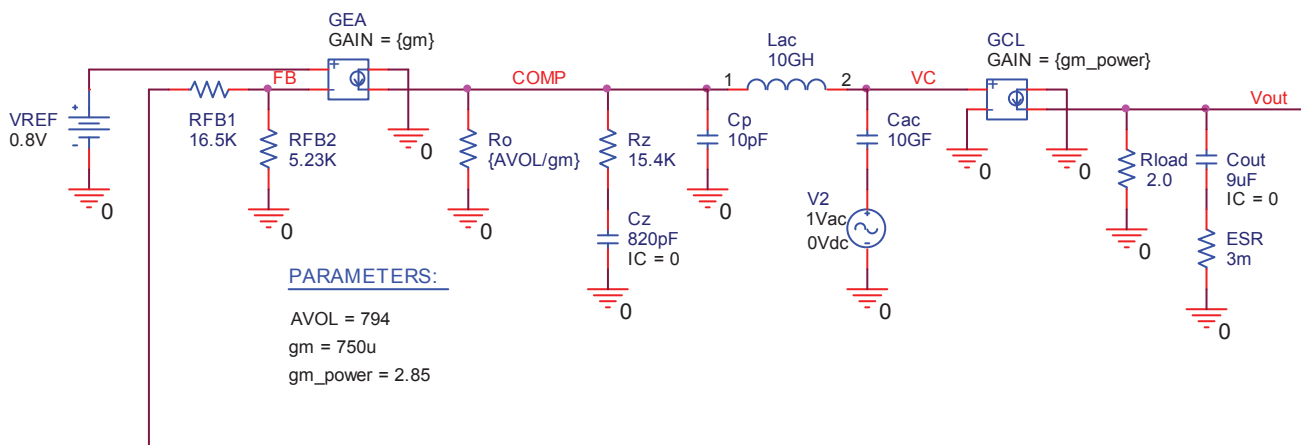 GEA
GAIN = {gm}
FB
VREF
0.8V
RFB1
16.5K
RFB2
5.23K
0
0
0
COMP
Ro
{AVOL/gm}
0
Rz
15.4K
Cz
820pF
IC = 0
0
Cp
10pF
0
Lac
10GH
1
2
VC
Cac
10GF
V2
1Vac
0Vdc
0
GCL
GAIN = {gm_power}
0
0
Vout
Rload
2.0
0
Cout
9uF
IC = 0
ESR
3m
0
PARAMETERS:
AVOL = 794
gm = 750u
gm_power = 2.85